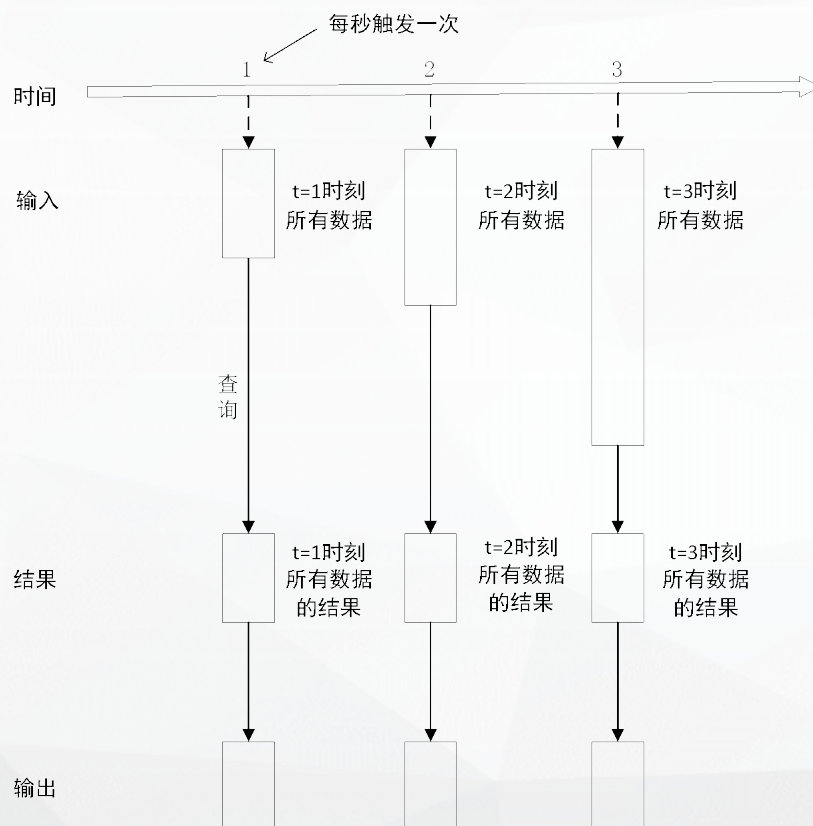 每秒触发一次
1 2 3
时间
输入
t=1时刻
所有数据
t=2时刻
所有数据
t=3时刻
所有数据
查
询
结果
t=1时刻
所有数据
的结果
t=2时刻
所有数据
的结果
t=3时刻
所有数据
的结果
输出